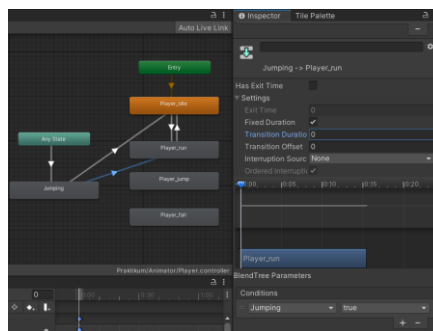 Auto Live Link
Entry
Player_idle
Any State
Player_run
Jumping
Player_jump
Player_fall
Praktikum/Animator/Player.controller
0
Inspector
Tile Palette
Jumping -> Player_run
Has Exit Time
Settings
Exit Time 0
Fixed Duration
Transition Duratio 0
Transition Offset 0
Interruption Sourc None
Ordered Interruptic
Player_run
BlendTree Parameters
Conditions
Jumping true